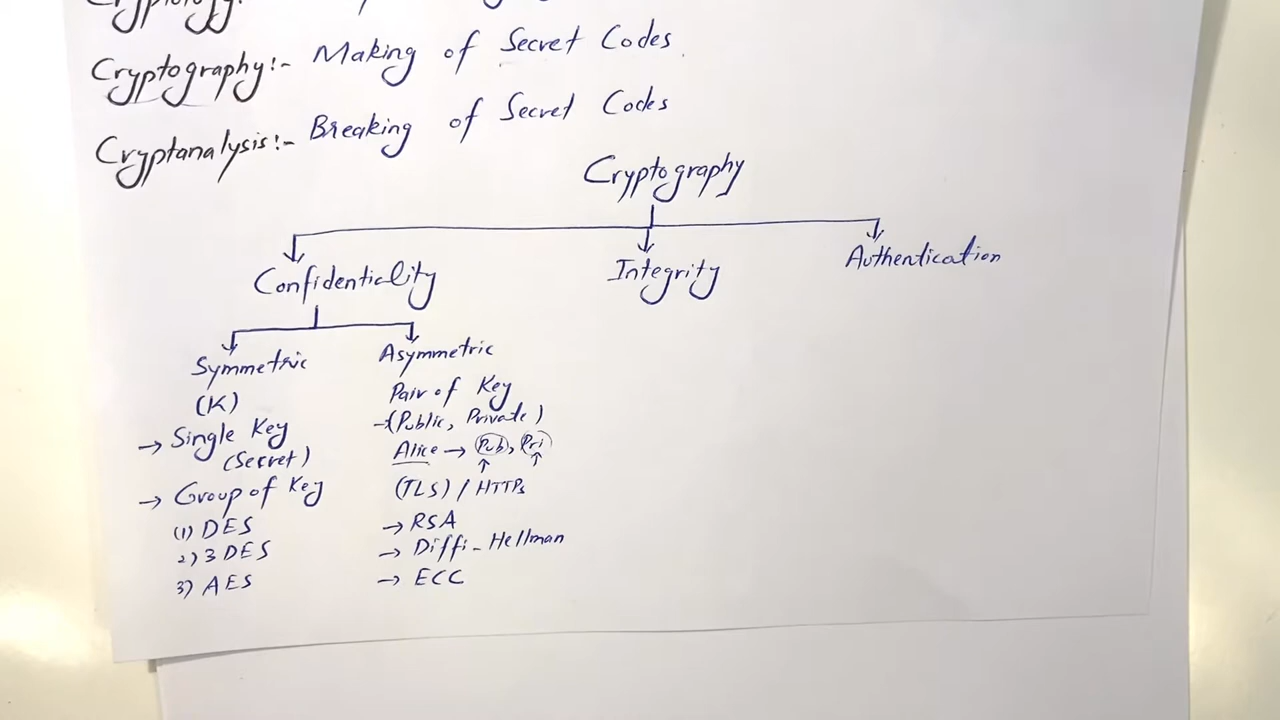 Cryptology:
Cryptography:- Making of Secret Codes
Cryptanalysis:- Breaking of Secret Codes
Cryptography
Confidenticality
Integrity
Authentication
Symmetric
(K)
→ Single Key
(Secret)
→ Group of Key
(1) DES
2) 3 DES
3) AES
Asymmetric
Pair of Key
→(Public, Private)
Alice → Pub, Pri
(TLS) / HTTPs
→ RSA
→ Diffi-Hellman
→ ECC